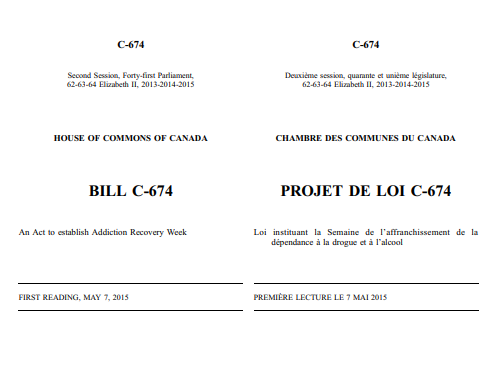 C-674
Second Session, Forty-first Parliament,
62-63-64 Elizabeth II, 2013-2014-2015
HOUSE OF COMMONS OF CANADA
BILL C-674
An Act to establish Addiction Recovery Week
FIRST READING, MAY 7, 2015
C-674
Deuxième session, quarante et unième législature,
62-63-64 Elizabeth II, 2013-2014-2015
CHAMBRE DES COMMUNES DU CANADA
PROJET DE LOI C-674
Loi instituant la Semaine de l’affranchissement de la
dépendance à la drogue et à l’alcool
PREMIÈRE LECTURE LE 7 MAI 2015